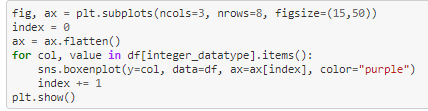 fig, ax = plt.subplots(ncols=3, nrows=8, figsize=(15,50))
index = 0
ax = ax.flatten()
for col, value in df[integer_datatype].items():
    sns.boxenplot(y=col, data=df, ax=ax[index], color="purple")
    index += 1
plt.show()